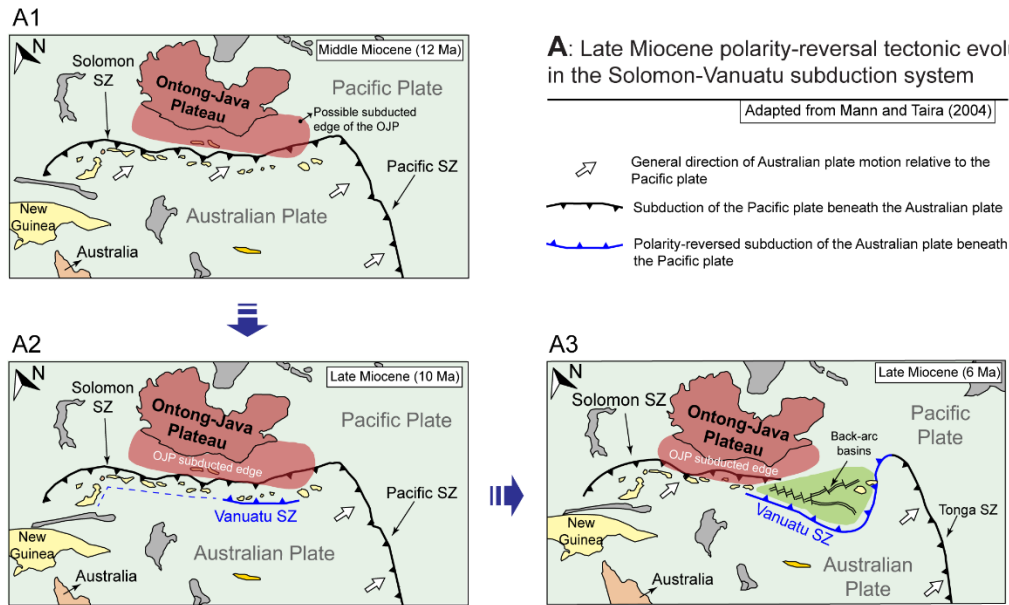 A1
N
Solomon
SZ
Middle Miocene (12 Ma)
Pacific Plate
Ontong-Java
Plateau
Possible subducted
edge of the OJP
Pacific SZ
Australian Plate
New
Guinea
Australia
A: Late Miocene polarity-reversal tectonic
in the Solomon-Vanuatu subduction system
Adapted from Mann and Taira (2004)
General direction of Australian plate motion relative to the
Pacific plate
Subduction of the Pacific plate beneath the Australian plate
Polarity-reversed subduction of the Australian plate beneath
the Pacific plate
A2
N
Solomon
SZ
Late Miocene (10 Ma)
Pacific Plate
Ontong-Java
Plateau
OJP subducted edge
Pacific SZ
Vanuatu SZ
Australian Plate
New
Guinea
Australia
A3
N
Solomon SZ
Late Miocene (6 Ma)
Pacific
Plate
Ontong-Java
Plateau
OJP subducted edge
Back-arc
basins
Vanuatu SZ
Tonga SZ
Australian
Plate
New
Guinea
Australia